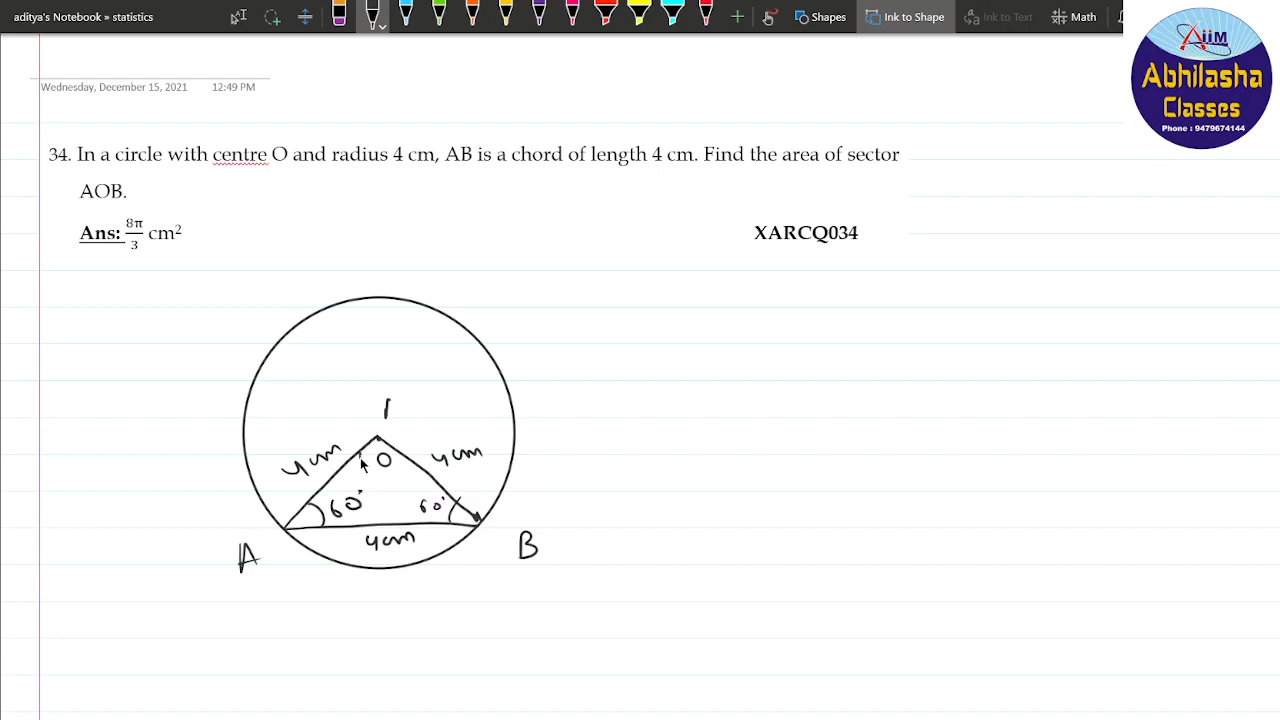 aditya's Notebook » statistics
Shapes
Ink to Shape
Ink to Text
Math
AiiM
Abhilasha
Classes
Phone : 9479674144
Wednesday, December 15, 2021 12:49 PM
34. In a circle with centre O and radius 4 cm, AB is a chord of length 4 cm. Find the area of sector
AOB.
Ans: 8π/3 cm² XARCQ034
4cm
O
4cm
60°
60°
4cm
A
B